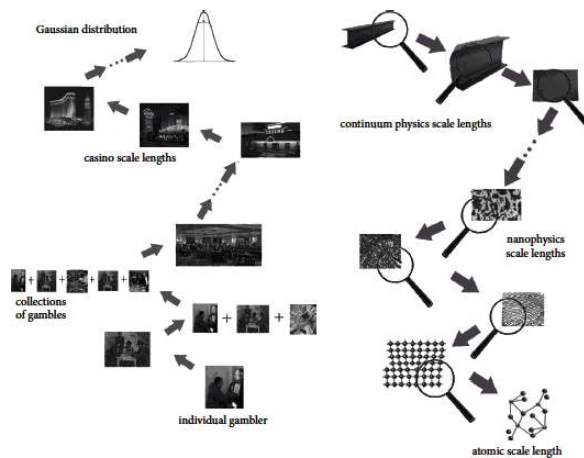 Gaussian distribution
casino scale lengths
collections
of gambles
+ + + +
+ +
individual gambler
continuum physics scale lengths
nanophysics
scale lengths
atomic scale length